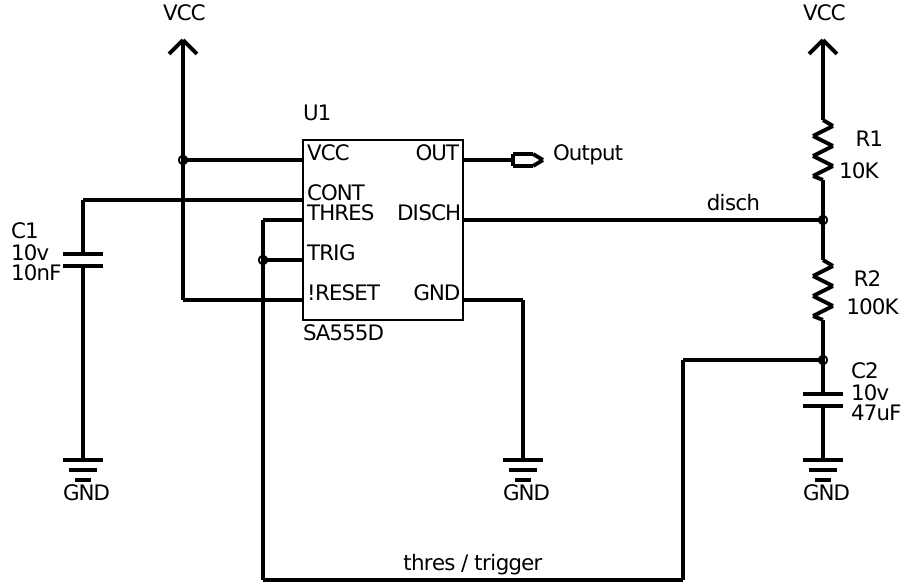 VCC
VCC
U1
VCC
OUT
Output
R1
10K
CONT
THRES
DISCH
disch
C1
10v
10nF
TRIG
!RESET
GND
R2
100K
SA555D
C2
10v
47uF
GND
GND
GND
thres / trigger